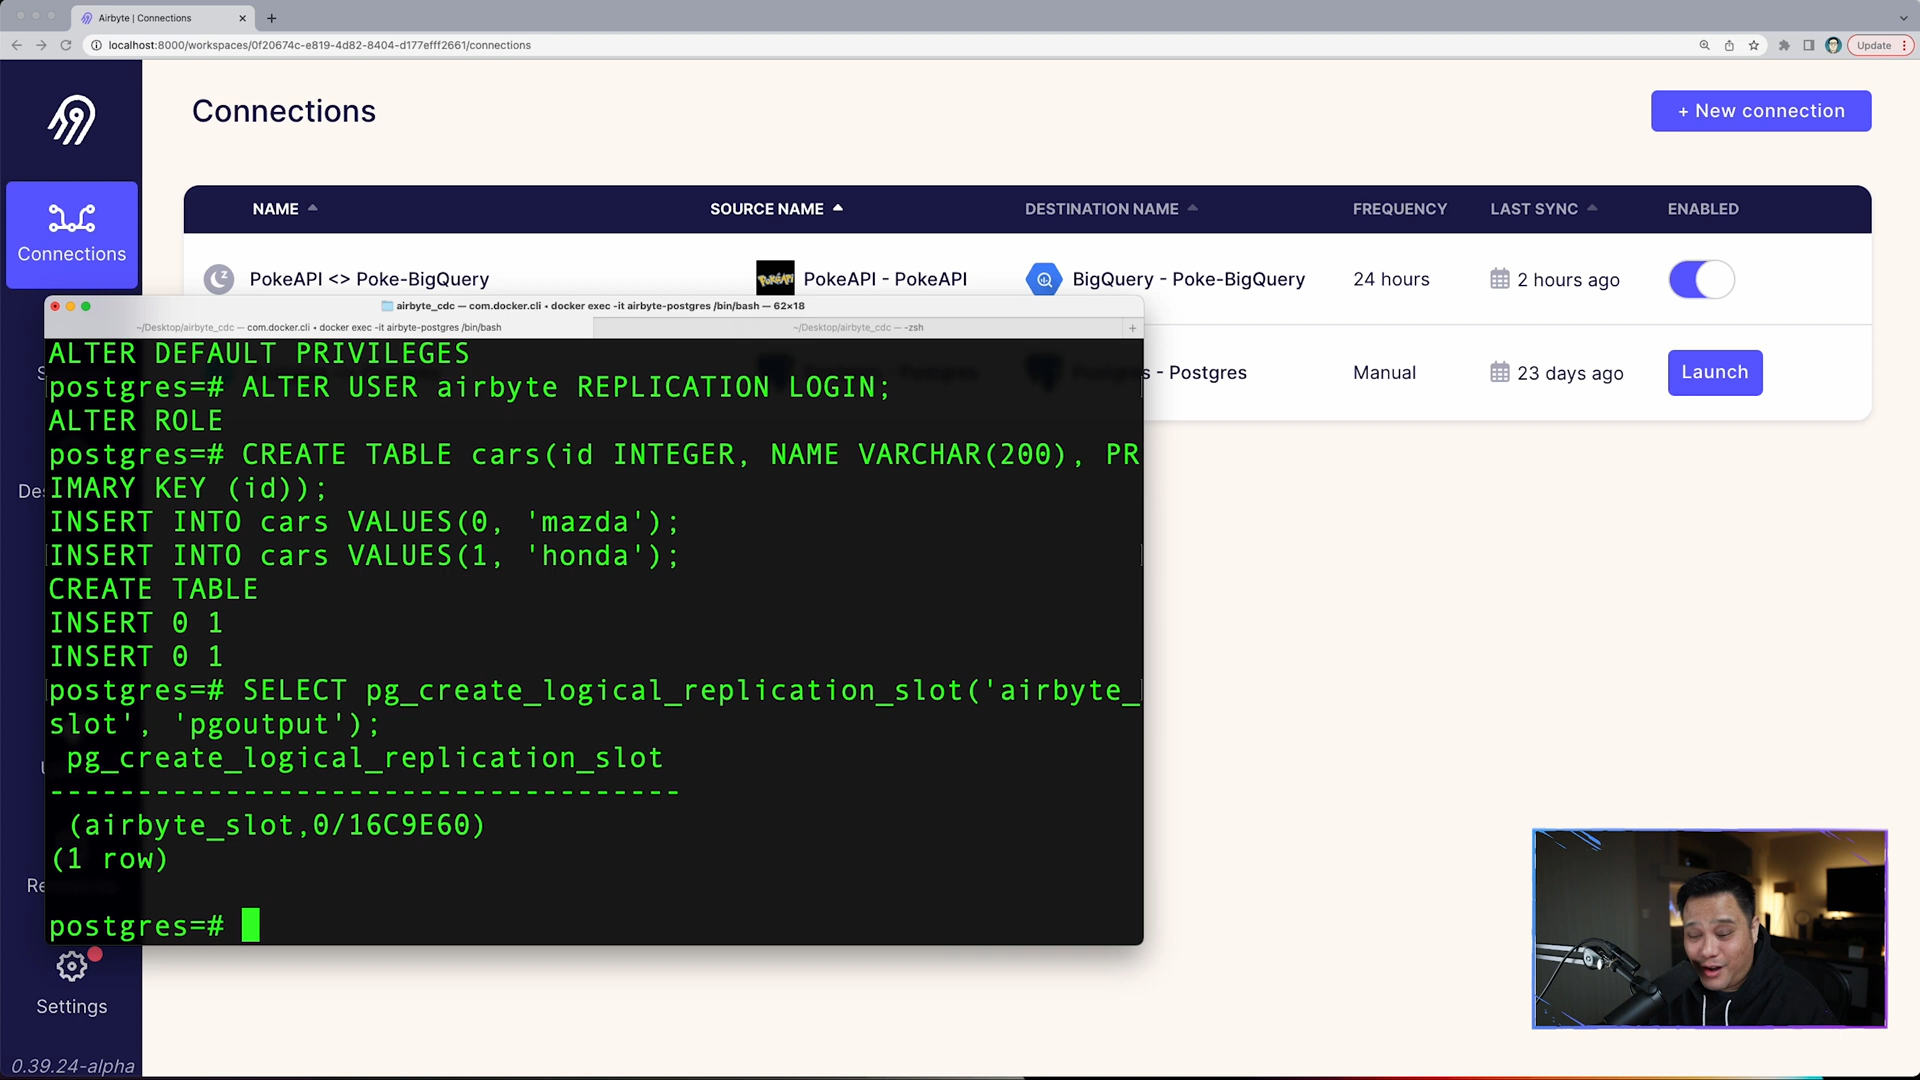 Airbyte | Connections
localhost:8000/workspaces/0f20674c-e819-4d82-8404-d177efff2661/connections
Update
Connections
+ New connection
NAME SOURCE NAME DESTINATION NAME FREQUENCY LAST SYNC ENABLED
Connections
PokeAPI <> Poke-BigQuery PokeAPI - PokeAPI BigQuery - Poke-BigQuery 24 hours 2 hours ago
s - Postgres Manual 23 days ago Launch
airbyte_cdc — com.docker.cli • docker exec -it airbyte-postgres /bin/bash — 62×18
~/Desktop/airbyte_cdc — com.docker.cli • docker exec -it airbyte-postgres /bin/bash
~/Desktop/airbyte_cdc — -zsh
ALTER DEFAULT PRIVILEGES
postgres=# ALTER USER airbyte REPLICATION LOGIN;
ALTER ROLE
postgres=# CREATE TABLE cars(id INTEGER, NAME VARCHAR(200), PR
IMARY KEY (id));
INSERT INTO cars VALUES(0, 'mazda');
INSERT INTO cars VALUES(1, 'honda');
CREATE TABLE
INSERT 0 1
INSERT 0 1
postgres=# SELECT pg_create_logical_replication_slot('airbyte_
slot', 'pgoutput');
pg_create_logical_replication_slot
------------------------------------
(airbyte_slot,0/16C9E60)
(1 row)
postgres=#
Settings
0.39.24-alpha